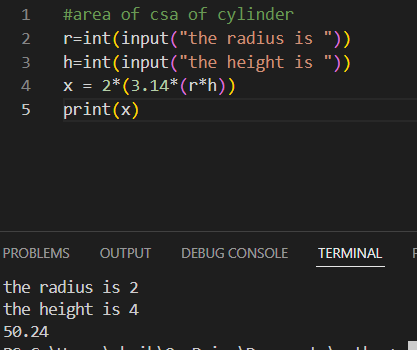 1 #area of csa of cylinder
2 r=int(input("the radius is "))
3 h=int(input("the height is "))
4 x = 2*(3.14*(r*h))
5 print(x)
PROBLEMS OUTPUT DEBUG CONSOLE TERMINAL
the radius is 2
the height is 4
50.24